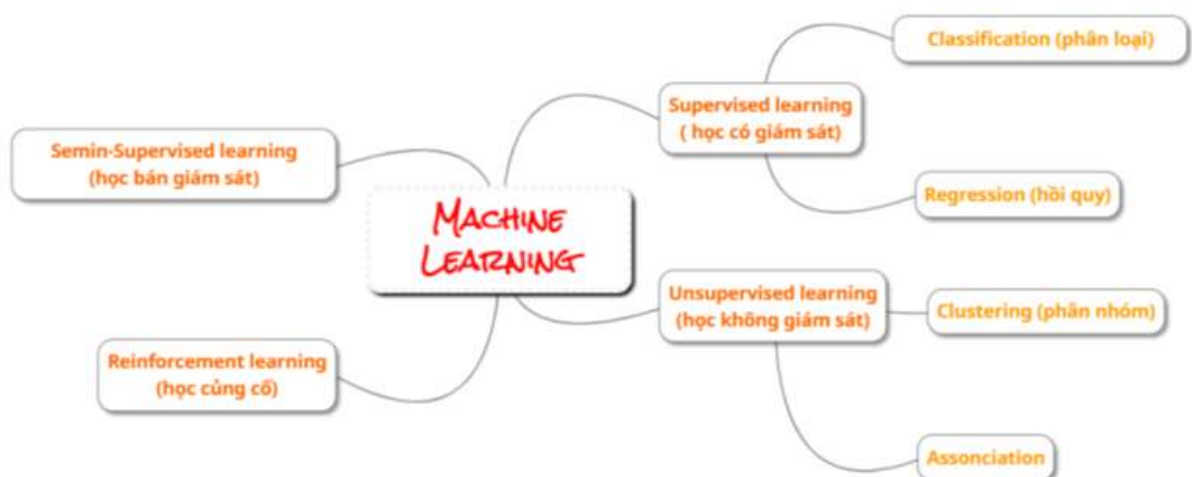 Classification (phân loại)
Supervised learning
( học có giám sát)
Semin-Supervised learning
(học bán giám sát)
Regression (hồi quy)
MACHINE
LEARNING
Unsupervised learning
(học không giám sát)
Clustering (phân nhóm)
Reinforcement learning
(học củng cố)
Assonciation